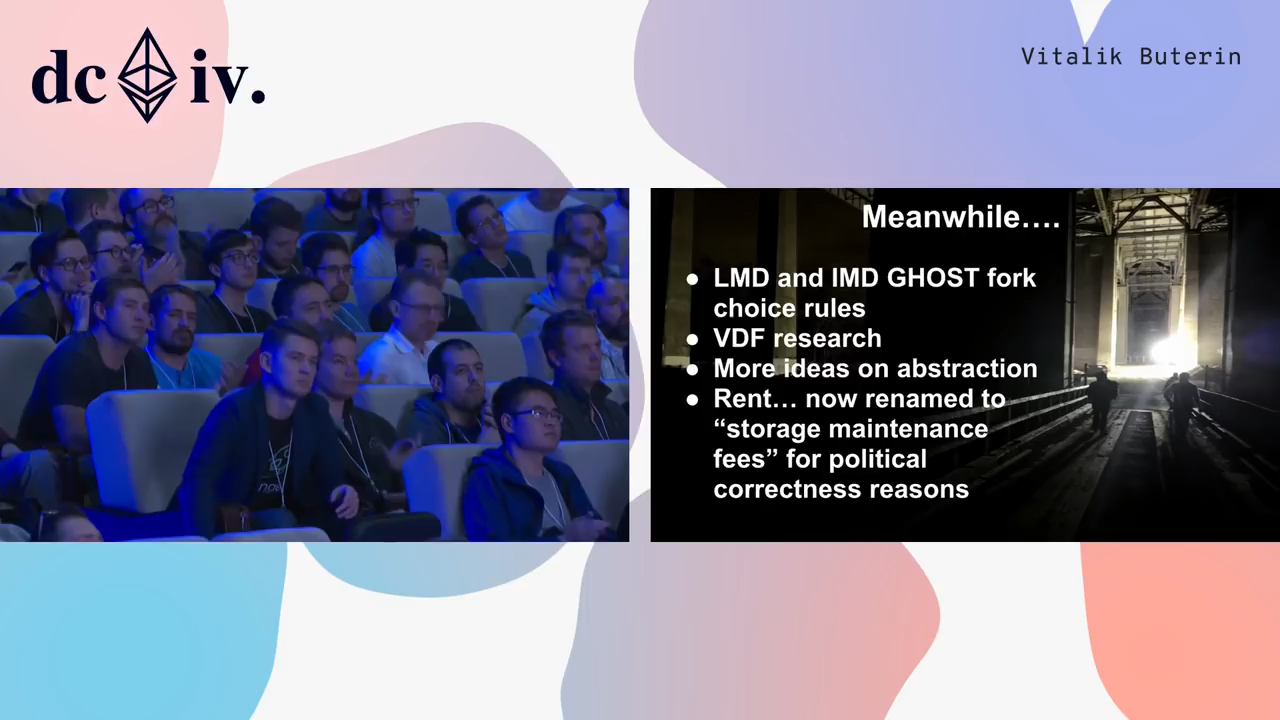 dc iv.
Vitalik Buterin
Meanwhile….
● LMD and IMD GHOST fork
choice rules
● VDF research
● More ideas on abstraction
● Rent… now renamed to
“storage maintenance
fees” for political
correctness reasons